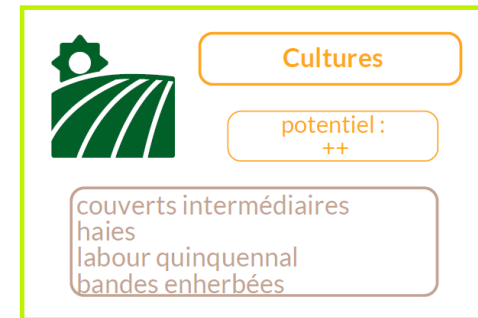 Cultures
potentiel :
++
couverts intermédiaires
haies
labour quinquennal
bandes enherbées